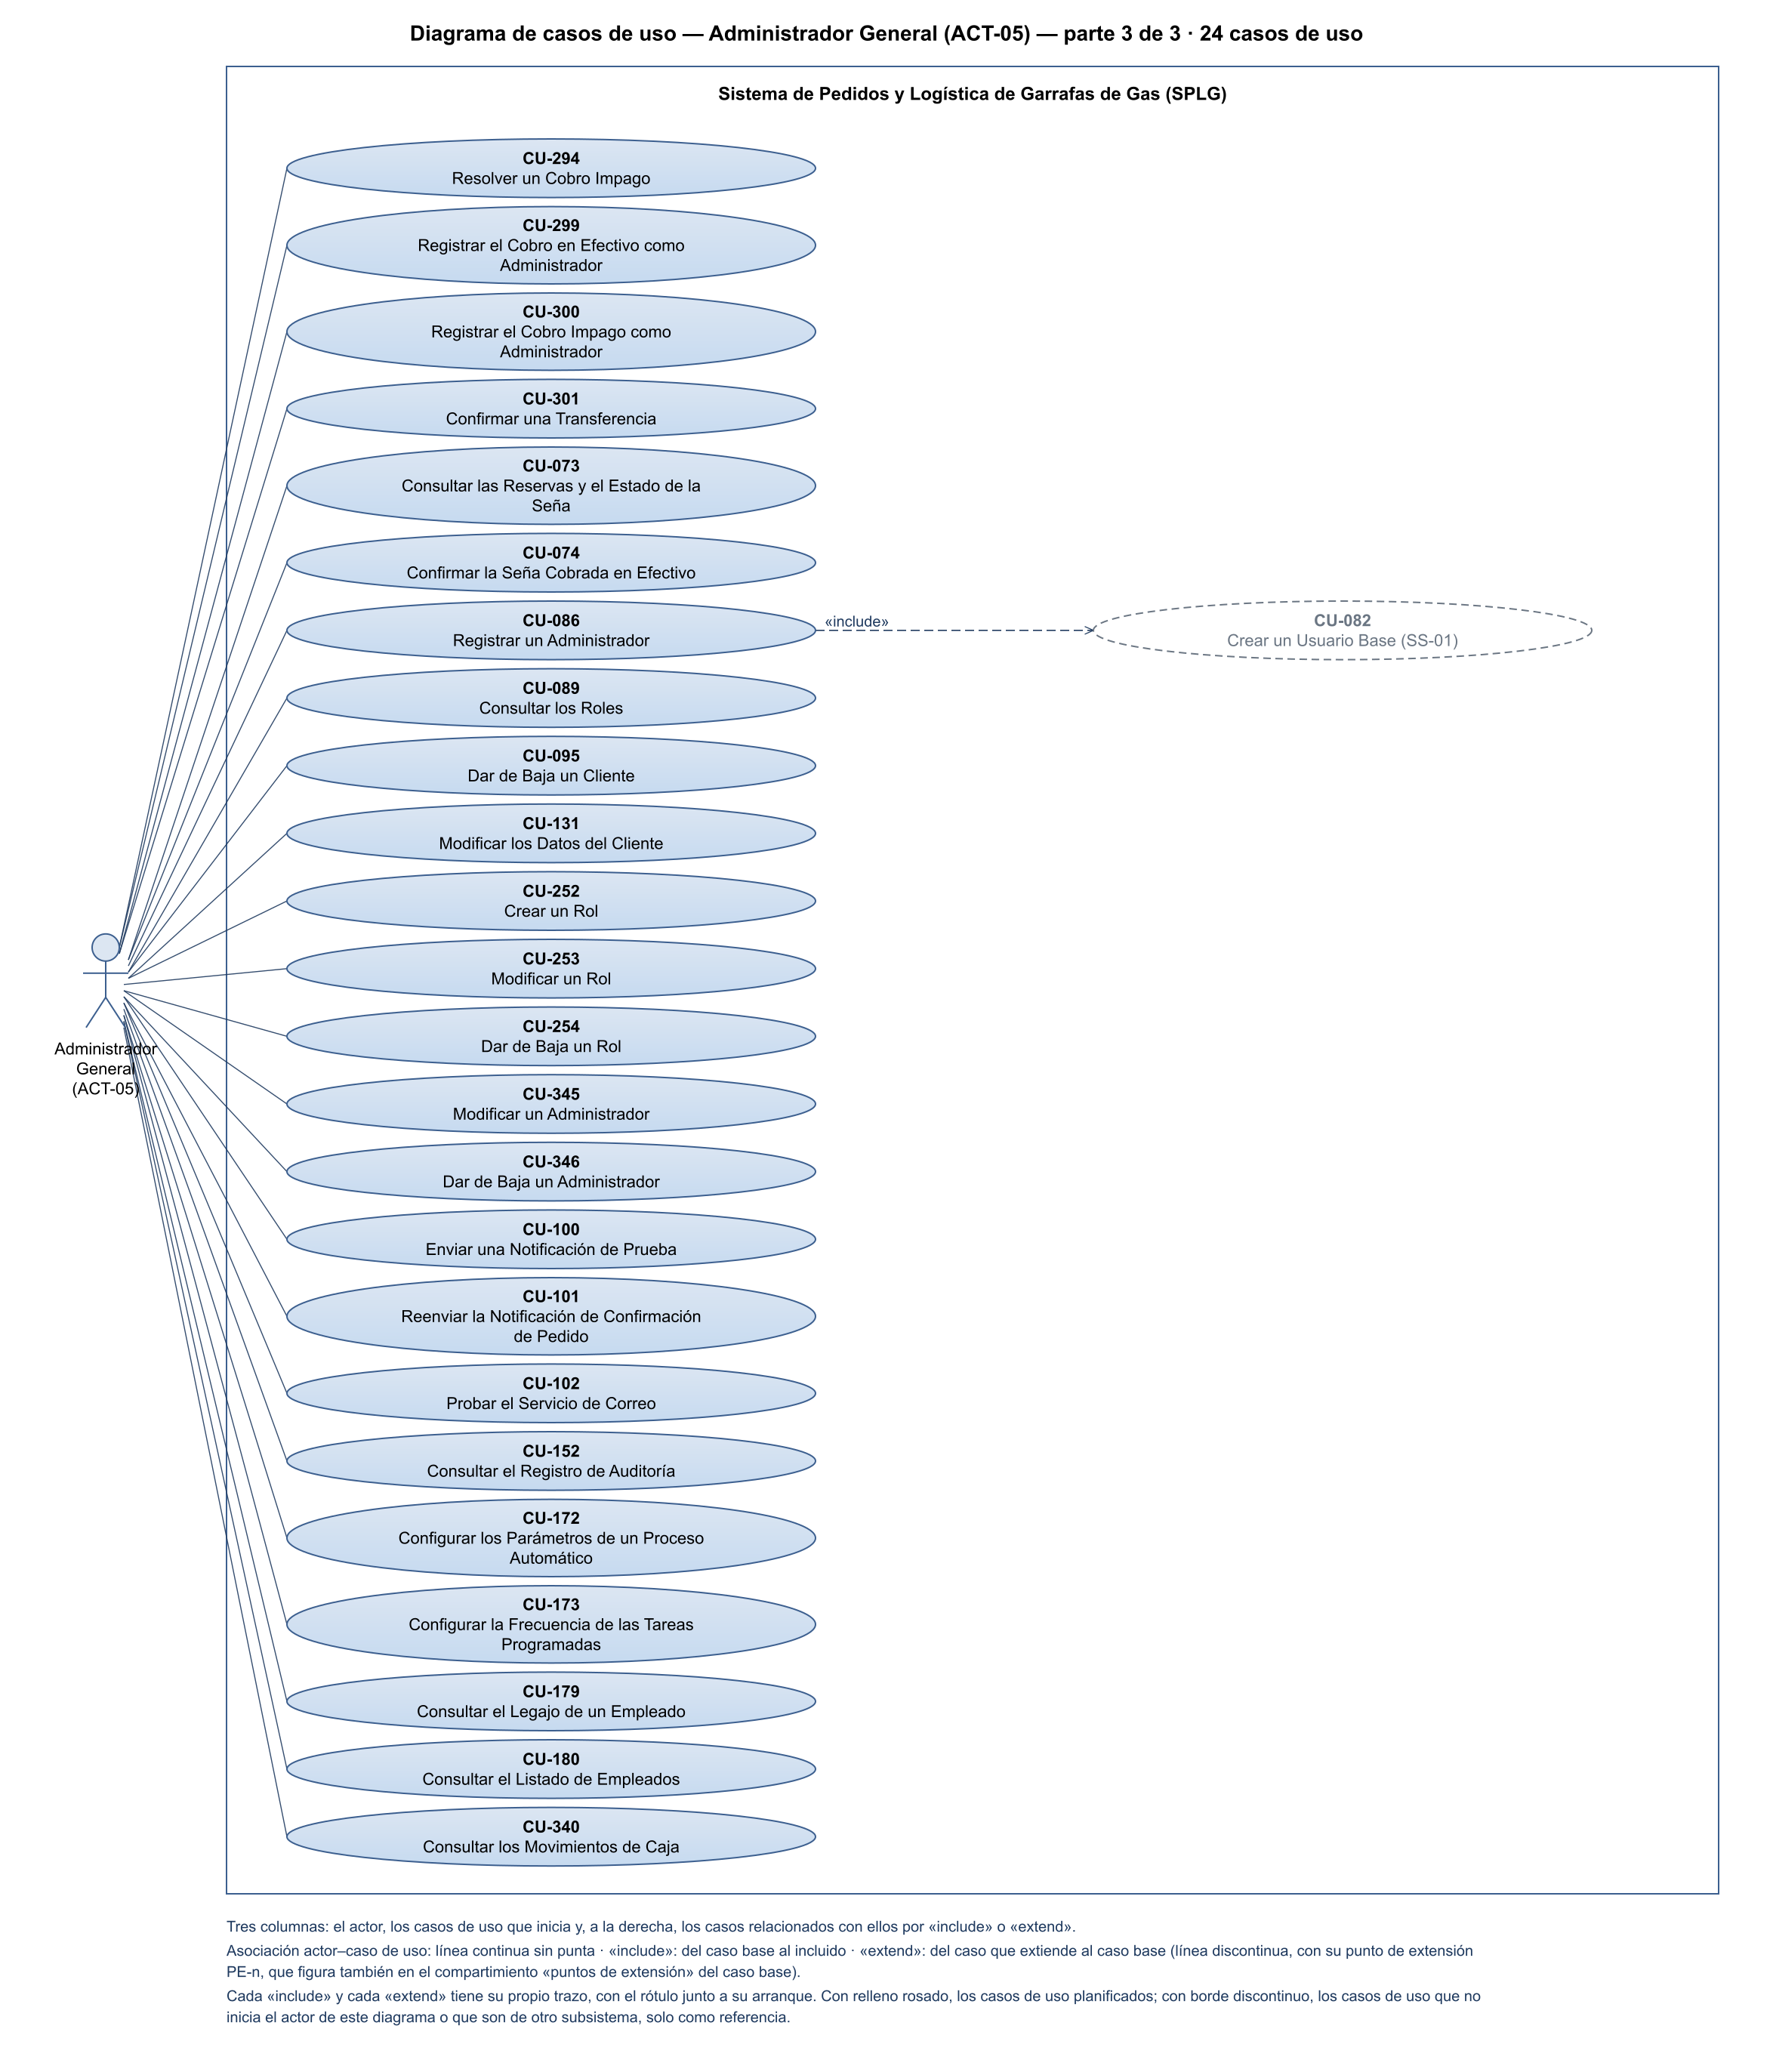 Diagrama de casos de uso — Administrador General (ACT-05) — parte 3 de 3 · 24 casos de uso
Sistema de Pedidos y Logística de Garrafas de Gas (SPLG)
CU-294
Resolver un Cobro Impago
CU-299
Registrar el Cobro en Efectivo como
Administrador
CU-300
Registrar el Cobro Impago como
Administrador
CU-301
Confirmar una Transferencia
CU-073
Consultar las Reservas y el Estado de la
Seña
CU-074
Confirmar la Seña Cobrada en Efectivo
CU-086
Registrar un Administrador
«include»
CU-082
Crear un Usuario Base (SS-01)
CU-089
Consultar los Roles
CU-095
Dar de Baja un Cliente
CU-131
Modificar los Datos del Cliente
CU-252
Crear un Rol
CU-253
Modificar un Rol
CU-254
Dar de Baja un Rol
Administrador
General
(ACT-05)
CU-345
Modificar un Administrador
CU-346
Dar de Baja un Administrador
CU-100
Enviar una Notificación de Prueba
CU-101
Reenviar la Notificación de Confirmación
de Pedido
CU-102
Probar el Servicio de Correo
CU-152
Consultar el Registro de Auditoría
CU-172
Configurar los Parámetros de un Proceso
Automático
CU-173
Configurar la Frecuencia de las Tareas
Programadas
CU-179
Consultar el Legajo de un Empleado
CU-180
Consultar el Listado de Empleados
CU-340
Consultar los Movimientos de Caja
Tres columnas: el actor, los casos de uso que inicia y, a la derecha, los casos relacionados con ellos por «include» o «extend».
Asociación actor–caso de uso: línea continua sin punta · «include»: del caso base al incluido · «extend»: del caso que extiende al caso base (línea discontinua, con su punto de extensión
PE-n, que figura también en el compartimiento «puntos de extensión» del caso base).
Cada «include» y cada «extend» tiene su propio trazo, con el rótulo junto a su arranque. Con relleno rosado, los casos de uso planificados; con borde discontinuo, los casos de uso que no
inicia el actor de este diagrama o que son de otro subsistema, solo como referencia.